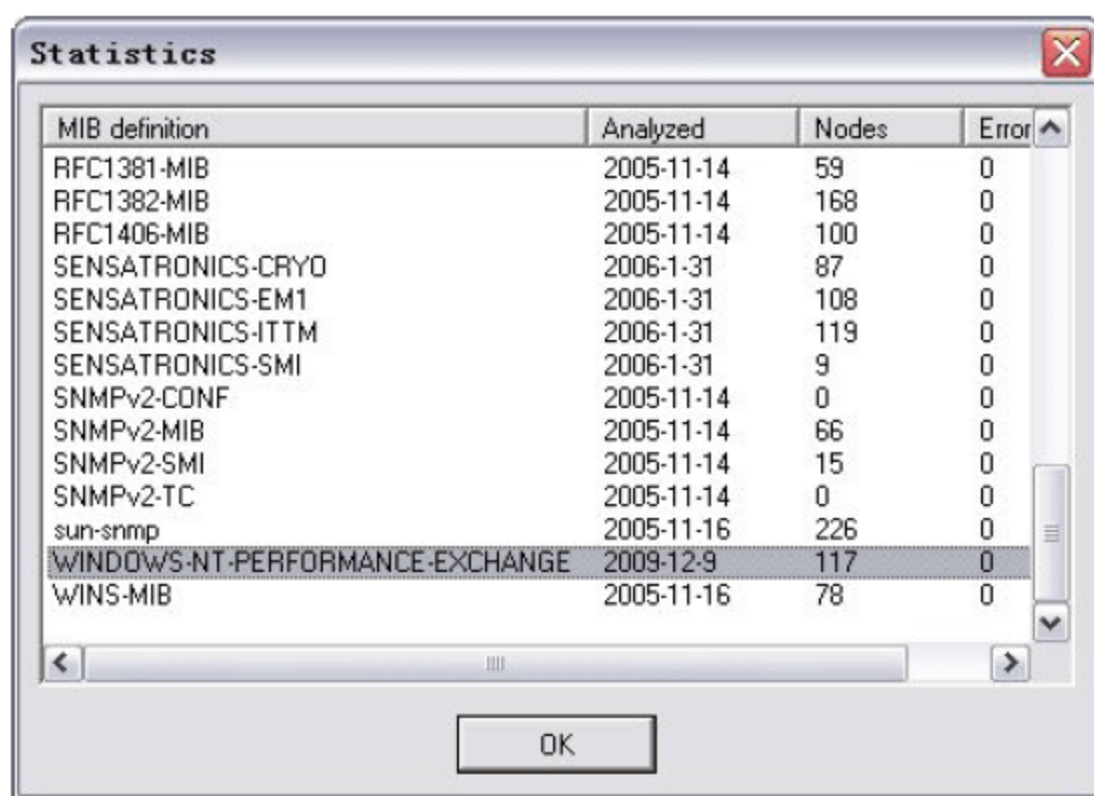 Statistics
MIB definition Analyzed Nodes Error
RFC1381-MIB 2005-11-14 59 0
RFC1382-MIB 2005-11-14 168 0
RFC1406-MIB 2005-11-14 100 0
SENSATRONICS-CRYO 2006-1-31 87 0
SENSATRONICS-EM1 2006-1-31 108 0
SENSATRONICS-ITTM 2006-1-31 119 0
SENSATRONICS-SMI 2006-1-31 9 0
SNMPv2-CONF 2005-11-14 0 0
SNMPv2-MIB 2005-11-14 66 0
SNMPv2-SMI 2005-11-14 15 0
SNMPv2-TC 2005-11-14 0 0
sun-snmp 2005-11-16 226 0
WINDOWS-NT-PERFORMANCE-EXCHANGE 2009-12-9 117 0
WINS-MIB 2005-11-16 78 0
OK